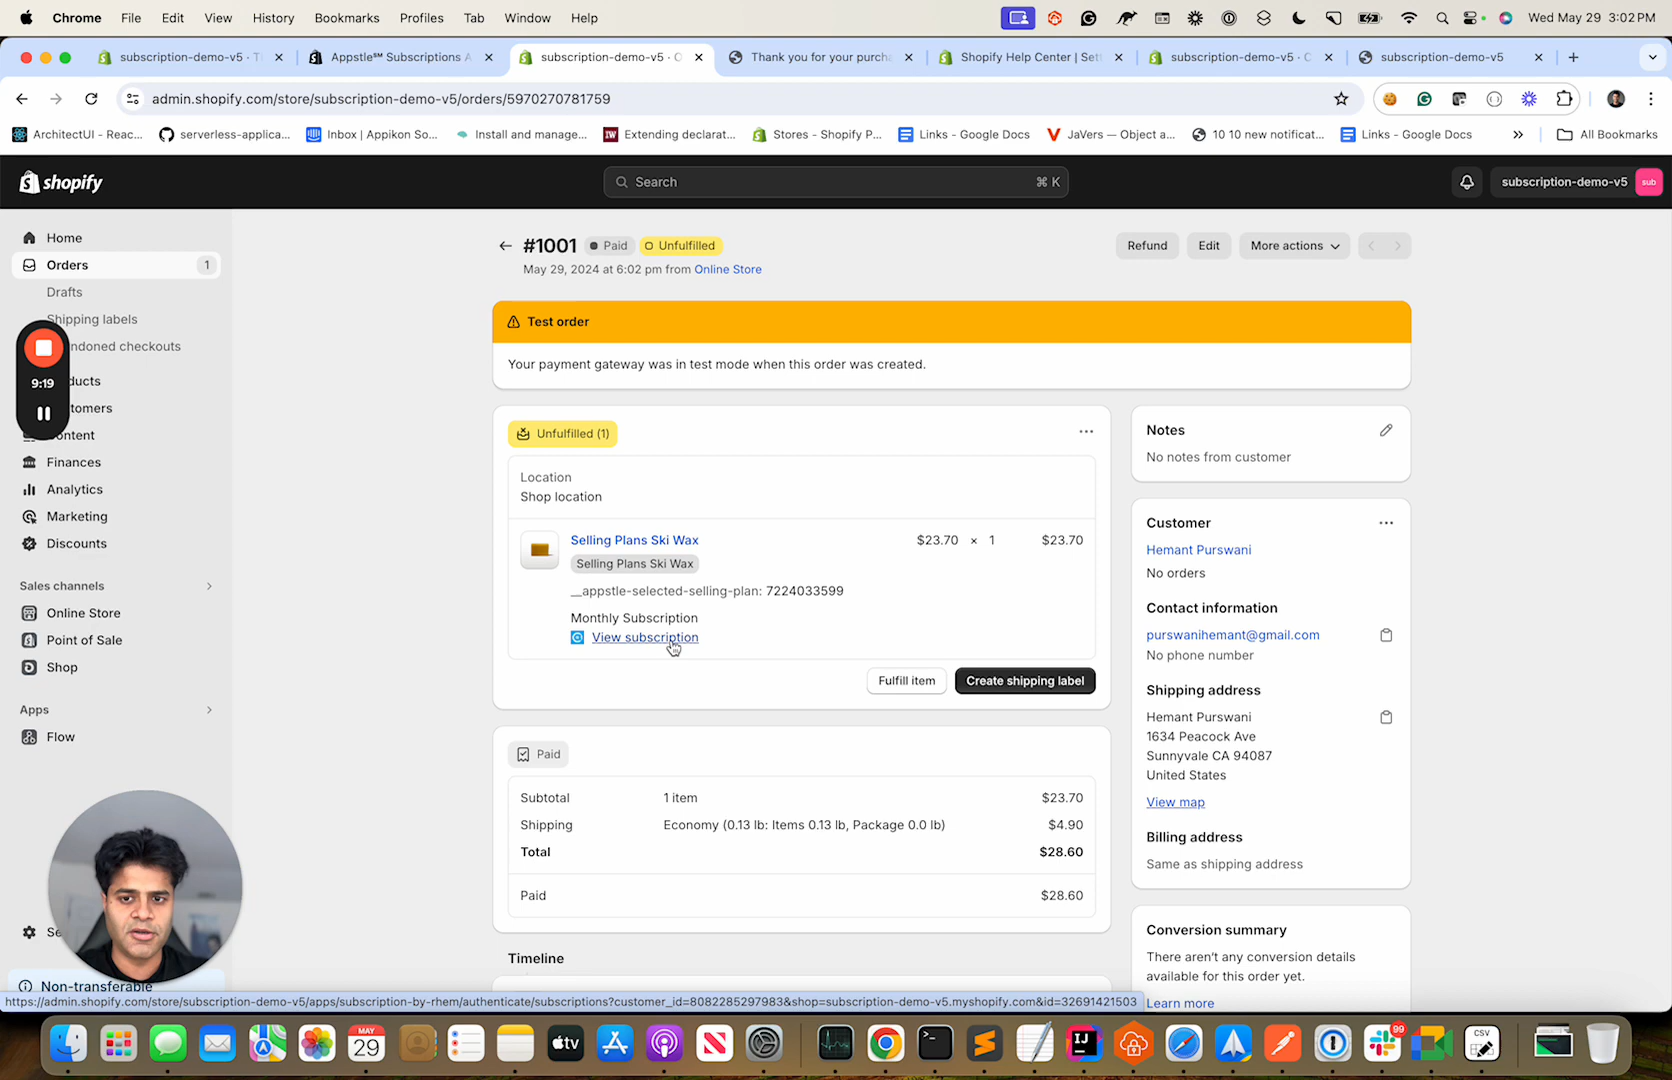 Chrome File Edit View History Bookmarks Profiles Tab Window Help Wed May 29 3:02 PM
subscription-demo-v5 · T
Appstle℠ Subscriptions A
subscription-demo-v5 · O
Thank you for your purcha
Shopify Help Center | Sett
subscription-demo-v5 · C
subscription-demo-v5
admin.shopify.com/store/subscription-demo-v5/orders/5970270781759
ArchitectUI - Reac...
serverless-applica...
Inbox | Appikon So...
Install and manage...
Extending declarat...
Stores - Shopify P...
Links - Google Docs
JaVers — Object a...
10 10 new notificat...
Links - Google Docs
All Bookmarks
shopify
Search
⌘ K
subscription-demo-v5
sub
Home
Orders 1
Drafts
Shipping labels
ndoned checkouts
ducts
tomers
ontent
9:19
Finances
Analytics
Marketing
Discounts
Sales channels
Online Store
Point of Sale
Shop
Apps
Flow
Se
Non-transferable
#1001 Paid Unfulfilled
May 29, 2024 at 6:02 pm from Online Store
Refund
Edit
More actions
Test order
Your payment gateway was in test mode when this order was created.
Unfulfilled (1)
Location
Shop location
Selling Plans Ski Wax $23.70 × 1 $23.70
Selling Plans Ski Wax
__appstle-selected-selling-plan: 7224033599
Monthly Subscription
View subscription
Fulfill item
Create shipping label
Paid
Subtotal 1 item $23.70
Shipping Economy (0.13 lb: Items 0.13 lb, Package 0.0 lb) $4.90
Total $28.60
Paid $28.60
Timeline
Notes
No notes from customer
Customer
Hemant Purswani
No orders
Contact information
purswanihemant@gmail.com
No phone number
Shipping address
Hemant Purswani
1634 Peacock Ave
Sunnyvale CA 94087
United States
View map
Billing address
Same as shipping address
Conversion summary
There aren't any conversion details
available for this order yet.
Learn more
https://admin.shopify.com/store/subscription-demo-v5/apps/subscription-by-rhem/authenticate/subscriptions?customer_id=8082285297983&shop=subscription-demo-v5.myshopify.com&id=32691421503
MAY
29
tv
IJ
99
CSV